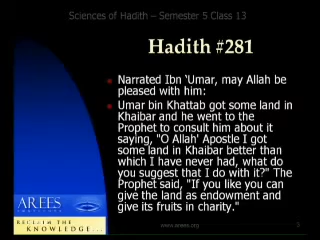 Sciences of Hadith – Semester 5 Class 13
Hadith #281
Narrated Ibn ‘Umar, may Allah be
pleased with him:
Umar bin Khattab got some land in
Khaibar and he went to the
Prophet to consult him about it
saying, "O Allah' Apostle I got
some land in Khaibar better than
which I have never had, what do
you suggest that I do with it?" The
Prophet said, "If you like you can
give the land as endowment and
give its fruits in charity."
AREES
INSTITUTE
RECLAIM THE
KNOWLEDGE
www.arees.org